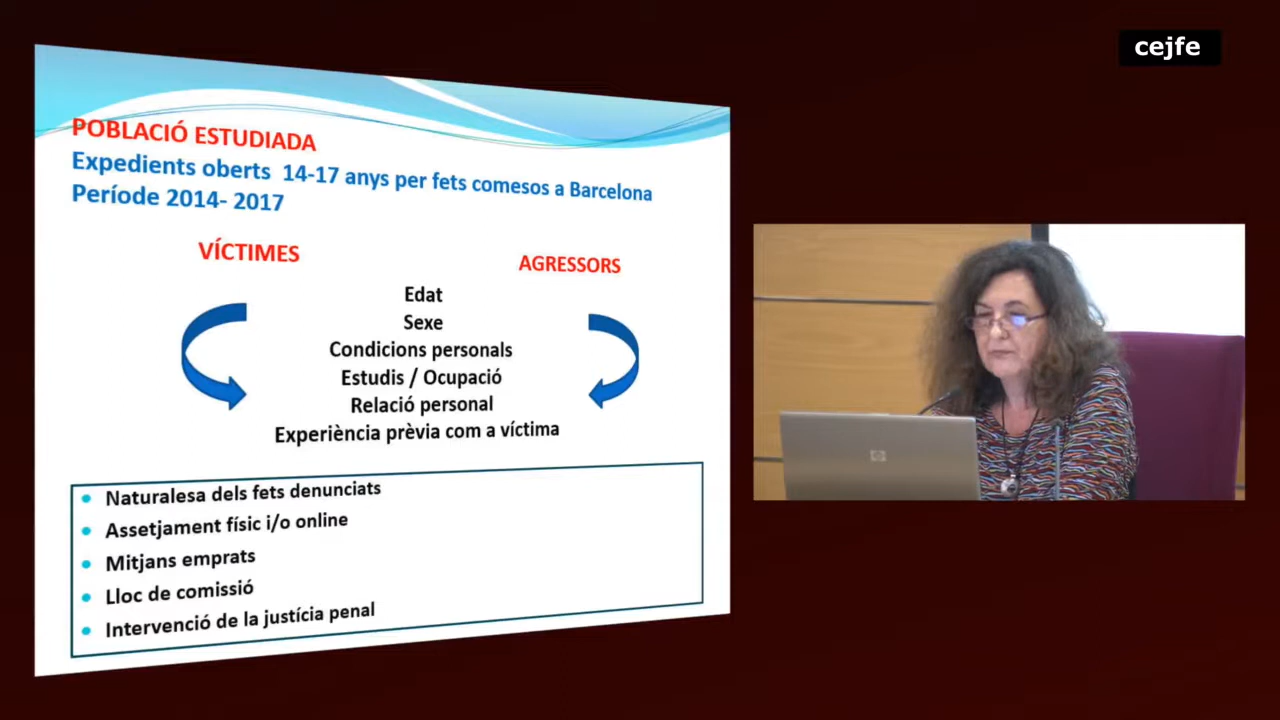 cejfe
POBLACIÓ ESTUDIADA
Expedients oberts 14-17 anys per fets comesos a Barcelona
Període 2014- 2017
VÍCTIMES
AGRESSORS
Edat
Sexe
Condicions personals
Estudis / Ocupació
Relació personal
Experiència prèvia com a víctima
Naturalesa dels fets denunciats
Assetjament físic i/o online
Mitjans emprats
Lloc de comissió
Intervenció de la justícia penal
hp